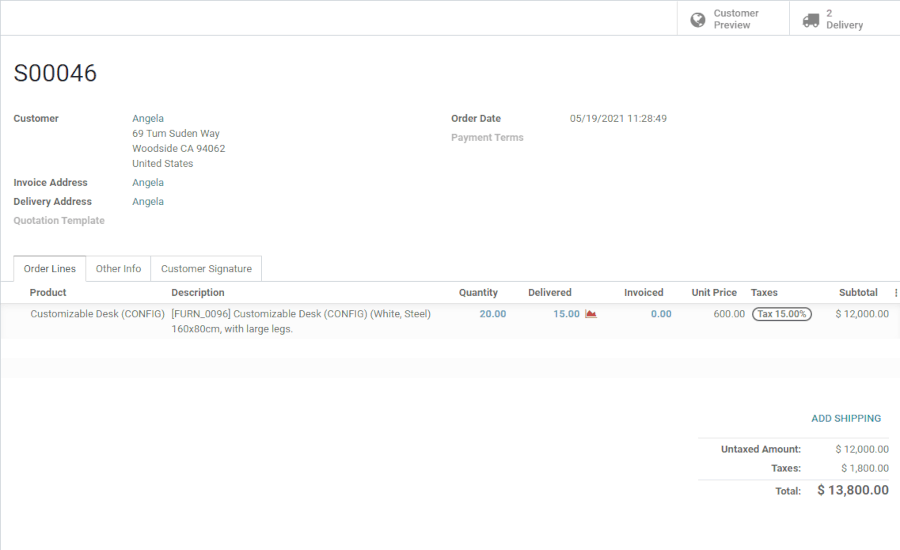 Customer Preview
2 Delivery
S00046
Customer Angela
69 Tum Suden Way
Woodside CA 94062
United States
Order Date 05/19/2021 11:28:49
Payment Terms
Invoice Address Angela
Delivery Address Angela
Quotation Template
Order Lines Other Info Customer Signature
Product Description Quantity Delivered Invoiced Unit Price Taxes Subtotal
Customizable Desk (CONFIG) [FURN_0096] Customizable Desk (CONFIG) (White, Steel) 20.00 15.00 0.00 600.00 Tax 15.00% $ 12,000.00
160x80cm, with large legs.
ADD SHIPPING
Untaxed Amount: $ 12,000.00
Taxes: $ 1,800.00
Total: $ 13,800.00